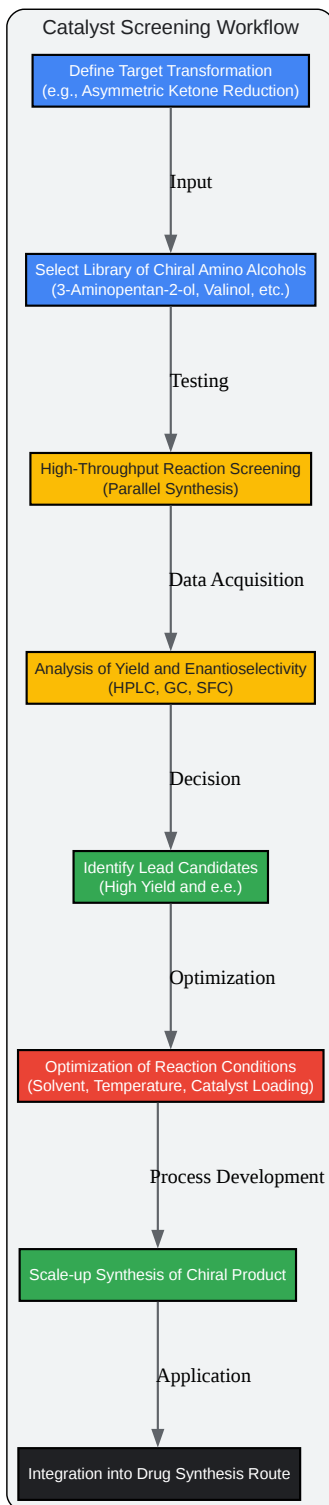 Catalyst Screening Workflow
Define Target Transformation
(e.g., Asymmetric Ketone Reduction)
Input
Select Library of Chiral Amino Alcohols
(3-Aminopentan-2-ol, Valinol, etc.)
Testing
High-Throughput Reaction Screening
(Parallel Synthesis)
Data Acquisition
Analysis of Yield and Enantioselectivity
(HPLC, GC, SFC)
Decision
Identify Lead Candidates
(High Yield and e.e.)
Optimization
Optimization of Reaction Conditions
(Solvent, Temperature, Catalyst Loading)
Process Development
Scale-up Synthesis of Chiral Product
Application
Integration into Drug Synthesis Route